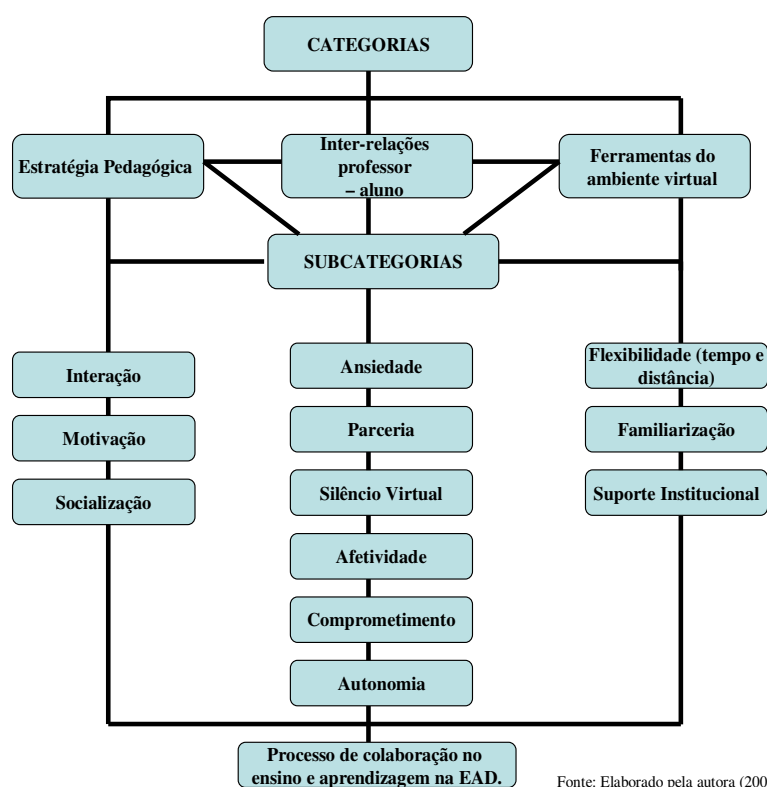 CATEGORIAS
Estratégia Pedagógica
Inter-relações
professor
– aluno
Ferramentas do
ambiente virtual
SUBCATEGORIAS
Interação
Motivação
Socialização
Ansiedade
Parceria
Silêncio Virtual
Afetividade
Comprometimento
Autonomia
Flexibilidade (tempo e
distância)
Familiarização
Suporte Institucional
Processo de colaboração no
ensino e aprendizagem na EAD.
Fonte: Elaborado pela autora (200